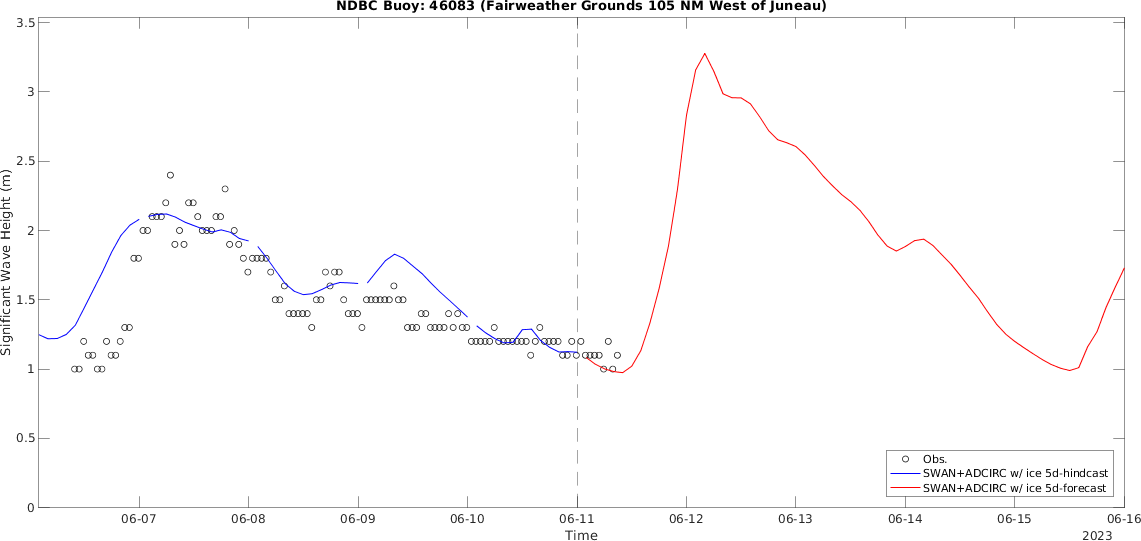 NDBC Buoy: 46083 (Fairweather Grounds 105 NM West of Juneau)
3.5
3
2.5
2
1.5
1
0.5
0
Significant Wave Height (m)
Obs.
SWAN+ADCIRC w/ ice 5d-hindcast
SWAN+ADCIRC w/ ice 5d-forecast
06-07 06-08 06-09 06-10 06-11 06-12 06-13 06-14 06-15 06-16
Time
2023